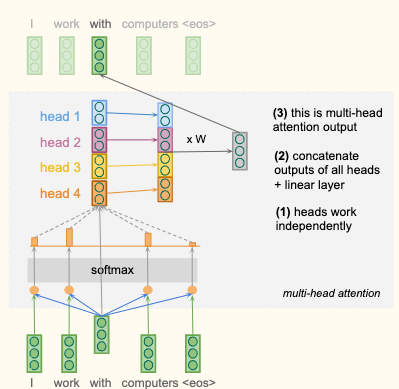 I work with computers <eos>
head 1
head 2
head 3
head 4
x W
(3) this is multi-head
attention output
(2) concatenate
outputs of all heads
+ linear layer
(1) heads work
independently
softmax
multi-head attention
I work with computers <eos>